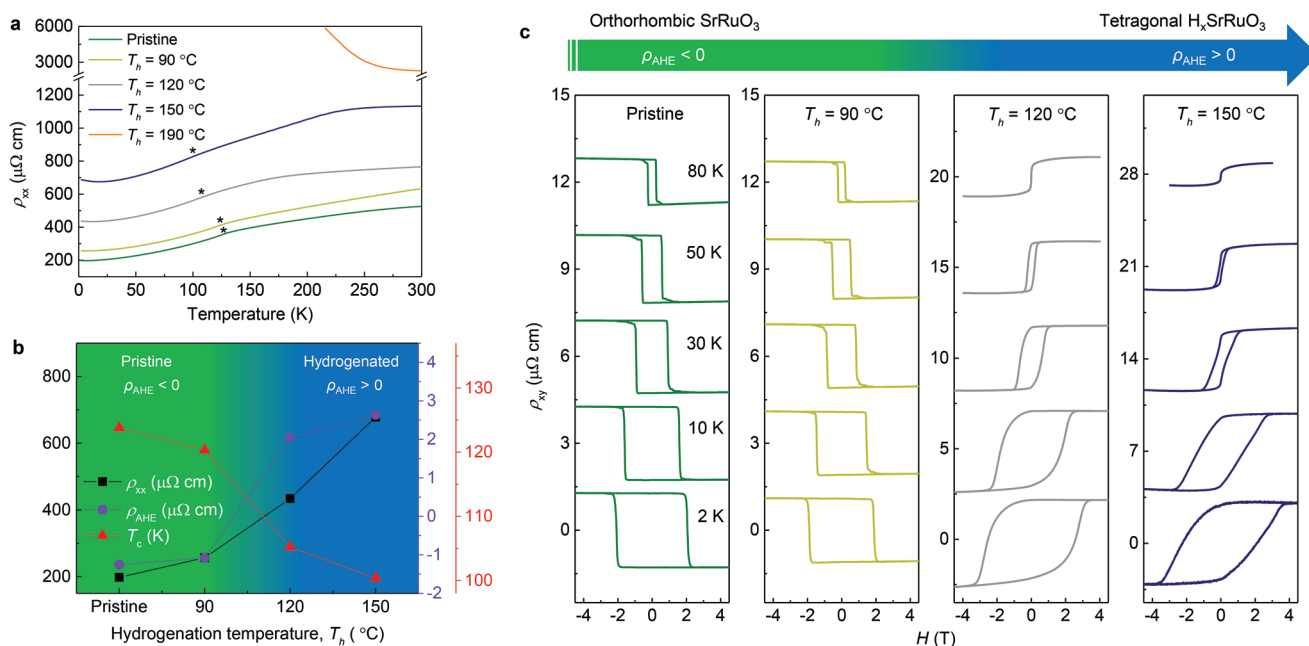 a
6000
3000
1200
1000
800
600
400
200
ρxx (μΩ cm)
Pristine
Th = 90 °C
Th = 120 °C
Th = 150 °C
Th = 190 °C
*
*
*
*
0 50 100 150 200 250 300
Temperature (K)
b
Pristine
ρAHE < 0
Hydrogenated
ρAHE > 0
800
600
400
200
ρxx (μΩ cm)
ρAHE (μΩ cm)
Tc (K)
4
3
2
1
0
-1
-2
130
120
110
100
Pristine 90 120 150
Hydrogenation temperature, Th ( °C)
c
Orthorhombic SrRuO3
Tetragonal HxSrRuO3
ρAHE < 0
ρAHE > 0
ρxy (μΩ cm)
15
12
9
6
3
0
Pristine
80 K
50 K
30 K
10 K
2 K
-4 -2 0 2 4
15
12
9
6
3
0
Th = 90 °C
-4 -2 0 2 4
20
15
10
5
0
Th = 120 °C
-4 -2 0 2 4
28
21
14
7
0
Th = 150 °C
-4 -2 0 2 4
H (T)